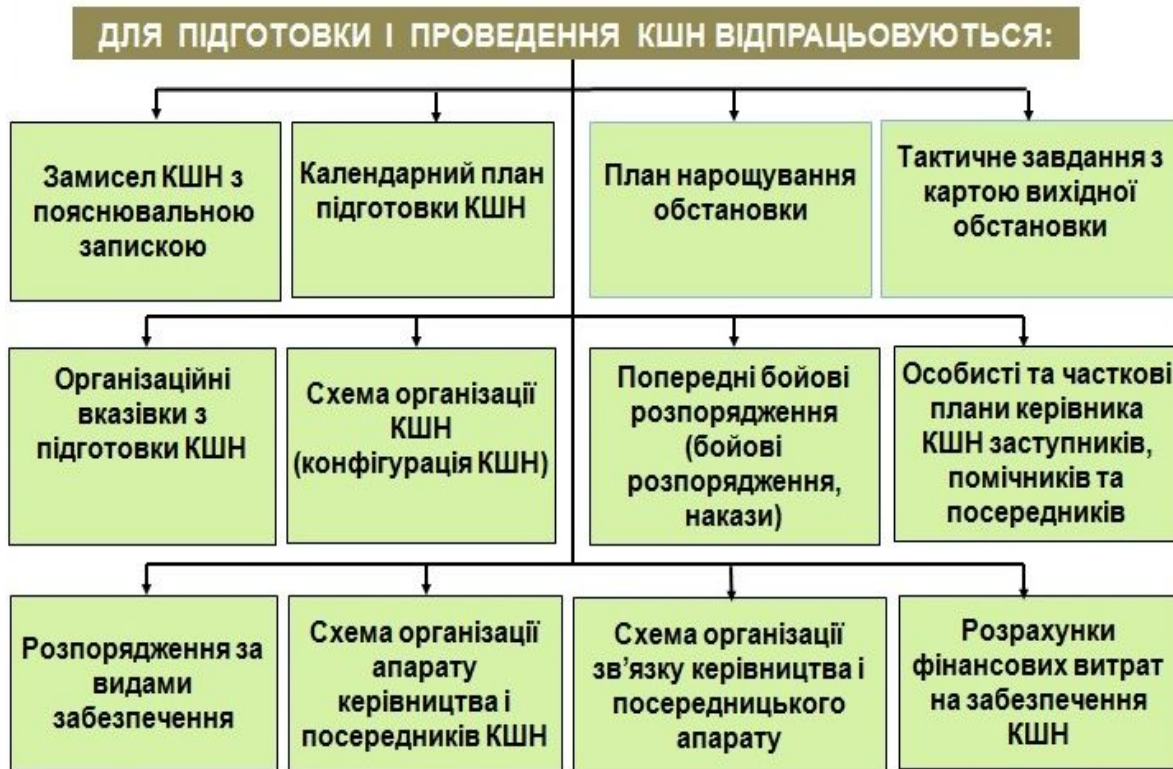 ДЛЯ ПІДГОТОВКИ І ПРОВЕДЕННЯ КШН ВІДПРАЦЬОВУЮТЬСЯ:
Замисел КШН з
пояснювальною
запискою
Календарний план
підготовки КШН
План нарощування
обстановки
Тактичне завдання з
картою вихідної
обстановки
Організаційні
вказівки з
підготовки КШН
Схема організації
КШН
(конфігурація КШН)
Попередні бойові
розпорядження
(бойові
розпорядження,
накази)
Особисті та часткові
плани керівника
КШН заступників,
помічників та
посередників
Розпорядження за
видами
забезпечення
Схема організації
апарату
керівництва і
посередників КШН
Схема організації
зв’язку керівництва і
посередницького
апарату
Розрахунки
фінансових витрат
на забезпечення
КШН